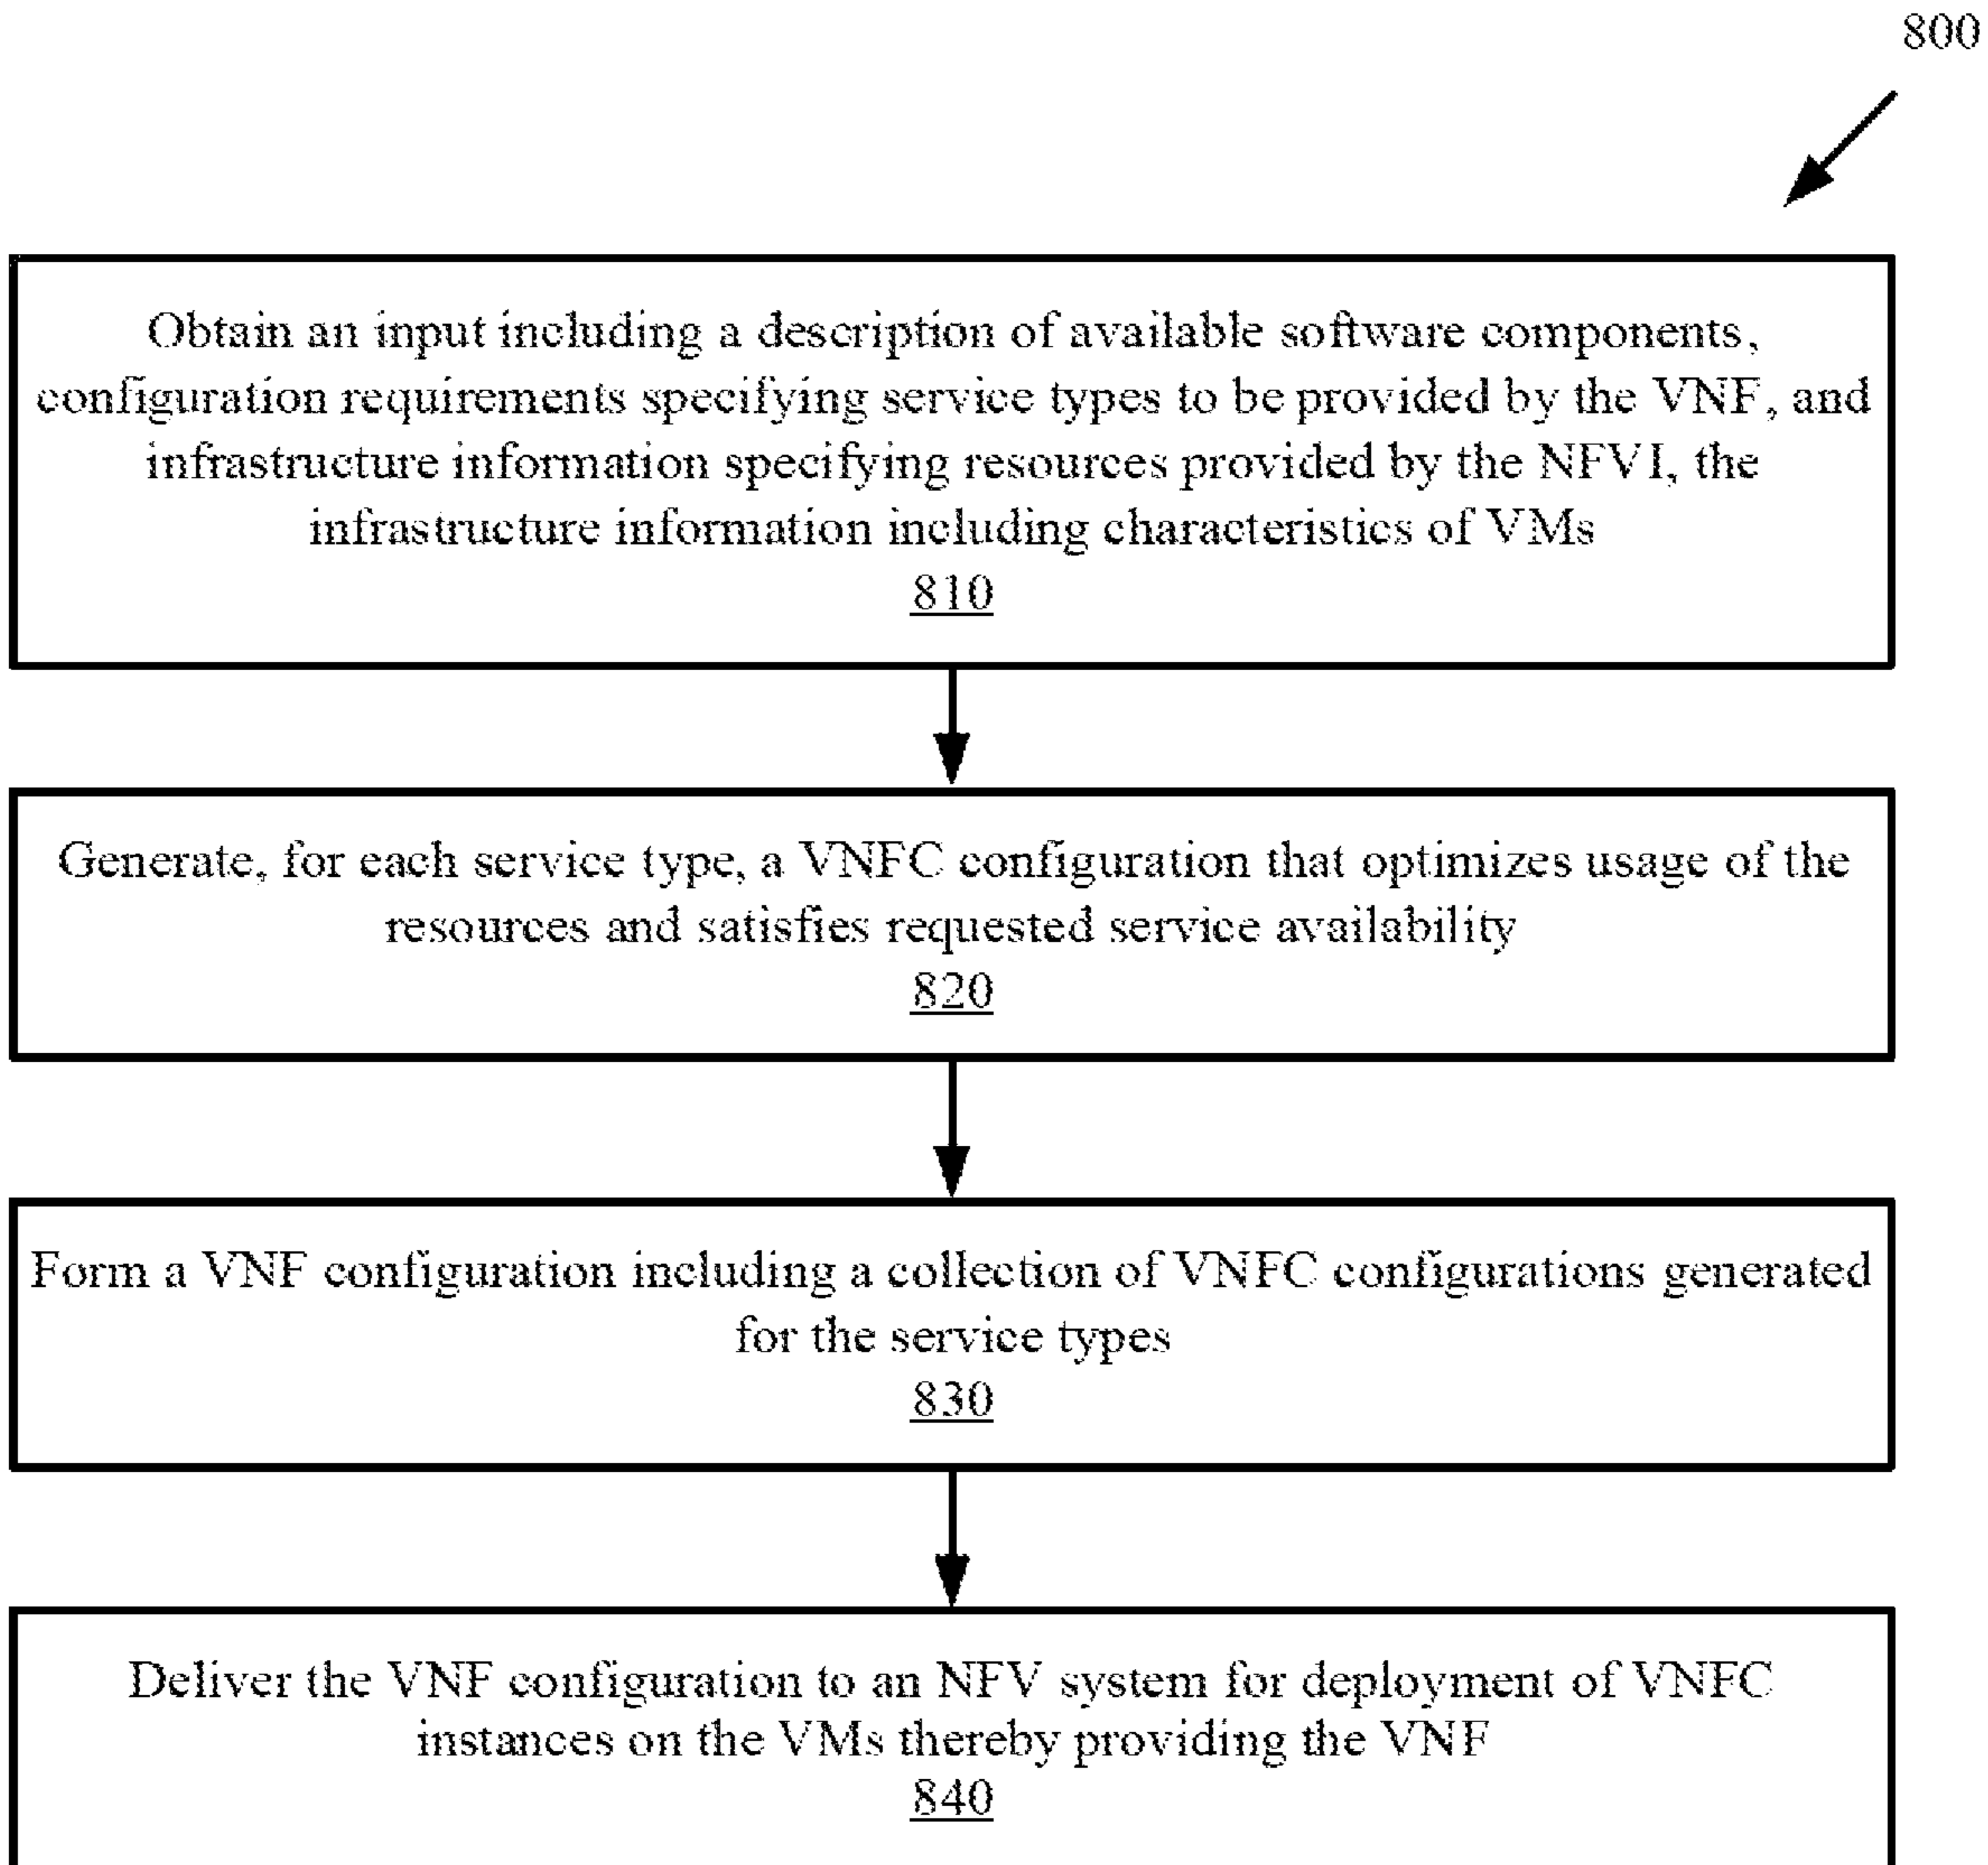 800
Obtain an input including a description of available software components,
configuration requirements specifying service types to be provided by the VNF, and
infrastructure information specifying resources provided by the NFVI, the
infrastructure information including characteristics of VMs
810
Generate, for each service type, a VNFC configuration that optimizes usage of the
resources and satisfies requested service availability
820
Form a VNF configuration including a collection of VNFC configurations generated
for the service types
830
Deliver the VNF configuration to an NFV system for deployment of VNFC
instances on the VMs thereby providing the VNF
840